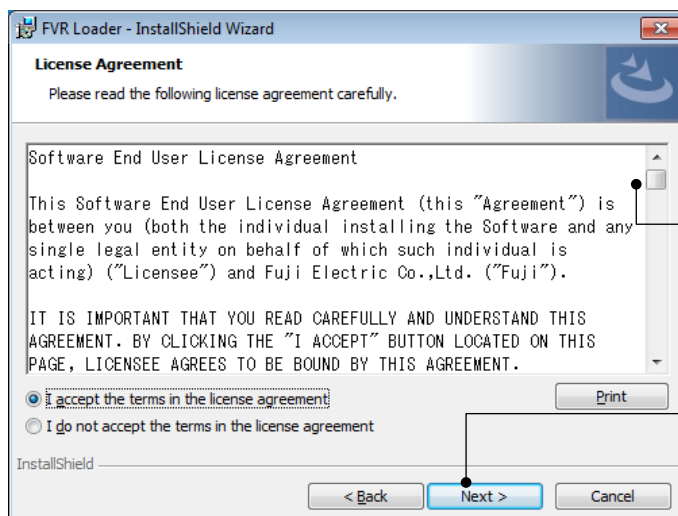 FVR Loader - InstallShield Wizard
License Agreement
Please read the following license agreement carefully.
Software End User License Agreement
This Software End User License Agreement (this "Agreement") is
between you (both the individual installing the Software and any
single legal entity on behalf of which such individual is
acting) ("Licensee") and Fuji Electric Co.,Ltd. ("Fuji").
IT IS IMPORTANT THAT YOU READ CAREFULLY AND UNDERSTAND THIS
AGREEMENT. BY CLICKING THE "I ACCEPT" BUTTON LOCATED ON THIS
PAGE, LICENSEE AGREES TO BE BOUND BY THIS AGREEMENT.
I accept the terms in the license agreement
Print
I do not accept the terms in the license agreement
InstallShield
< Back Next > Cancel